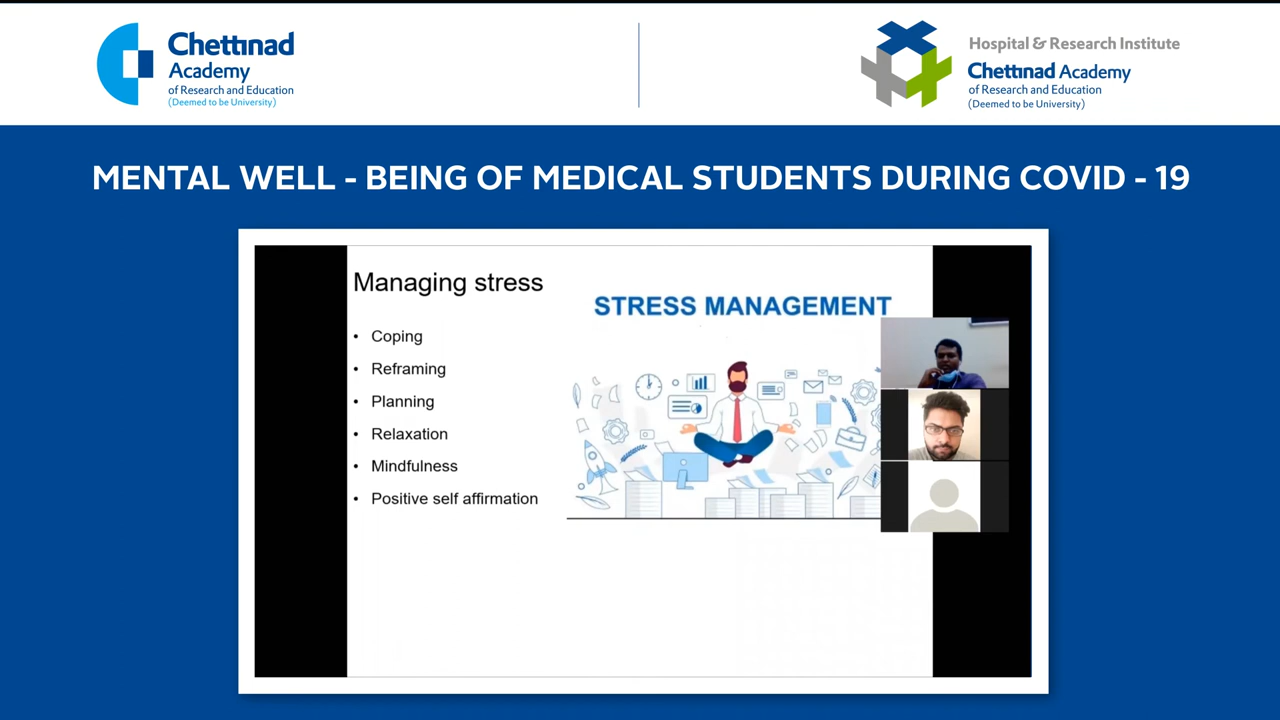 Chettinad
Academy
of Research and Education
(Deemed to be University)
Hospital & Research Institute
Chettinad Academy
of Research and Education
(Deemed to be University)
MENTAL WELL - BEING OF MEDICAL STUDENTS DURING COVID - 19
Managing stress
STRESS MANAGEMENT
• Coping
• Reframing
• Planning
• Relaxation
• Mindfulness
• Positive self affirmation